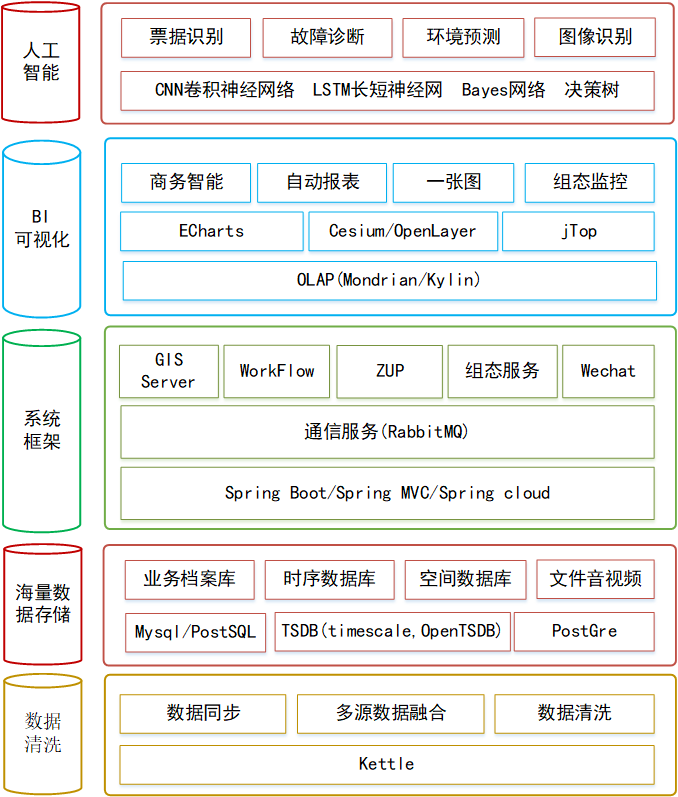 人工
智能
票据识别 故障诊断 环境预测 图像识别
CNN卷积神经网络 LSTM长短神经网 Bayes网络 决策树
BI
可视化
商务智能 自动报表 一张图 组态监控
ECharts Cesium/OpenLayer jTop
OLAP(Mondrian/Kylin)
系统
框架
GIS
Server
WorkFlow ZUP 组态服务 Wechat
通信服务(RabbitMQ)
Spring Boot/Spring MVC/Spring cloud
海量数
据存储
业务档案库 时序数据库 空间数据库 文件音视频
Mysql/PostSQL TSDB(timescale,OpenTSDB) PostGre
数据
清洗
数据同步 多源数据融合 数据清洗
Kettle